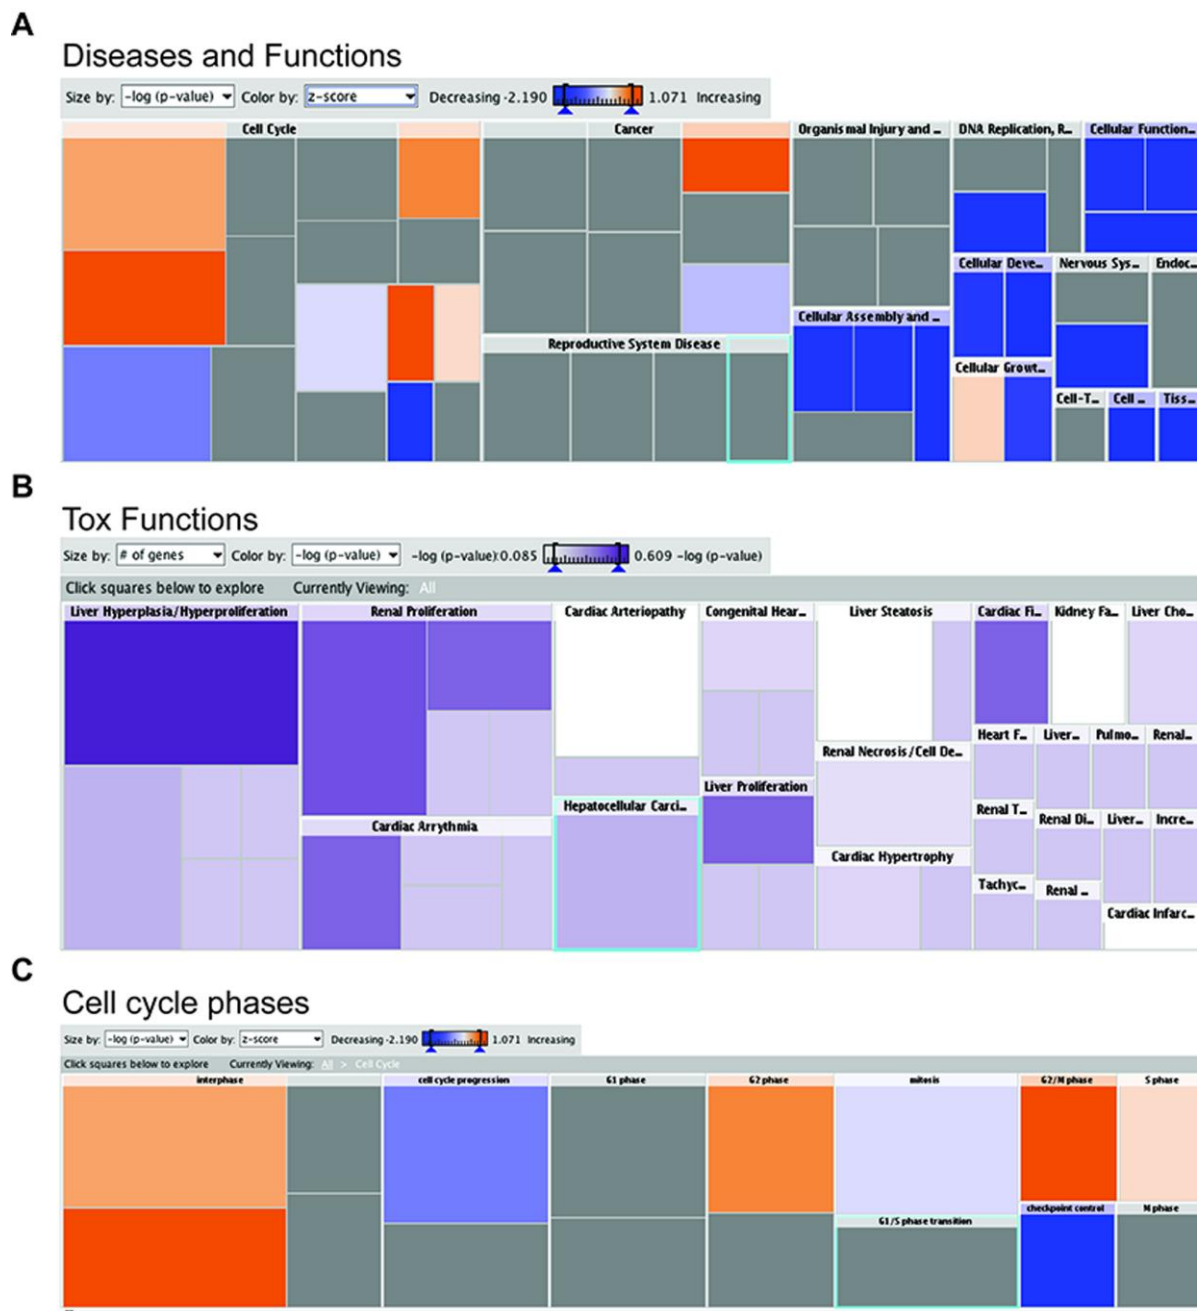 A
Diseases and Functions
Size by: -log (p-value) Color by: z-score Decreasing -2.190 1.071 Increasing
Cell Cycle Cancer Organismal Injury and ... DNA Replication, R... Cellular Function...
Cellular Deve... Nervous Sys... Endoc...
Cellular Assembly and ...
Reproductive System Disease
Cellular Growt...
Cell-T... Cell ... Tiss...
B
Tox Functions
Size by: # of genes Color by: -log (p-value) -log (p-value):0.085 0.609 -log (p-value)
Click squares below to explore Currently Viewing: All
Liver Hyperplasia/Hyperproliferation Renal Proliferation Cardiac Arteriopathy Congenital Hear... Liver Steatosis Cardiac Fi... Kidney Fa... Liver Cho...
Heart F... Liver... Pulmo... Renal...
Renal Necrosis/Cell De...
Liver Proliferation
Hepatocellular Carci...
Renal T... Renal Di... Liver... Incre...
Cardiac Arrythmia
Cardiac Hypertrophy
Tachyc... Renal ...
Cardiac Infarc...
C
Cell cycle phases
Size by: -log (p-value) Color by: z-score Decreasing -2.190 1.071 Increasing
Click squares below to explore Currently Viewing: All > Cell Cycle
interphase cell cycle progression G1 phase G2 phase mitosis G2/M phase S phase
checkpoint control M phase
G1/S phase transition